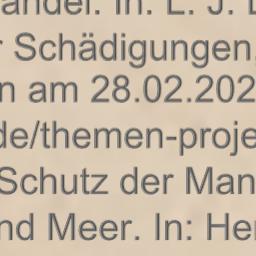 andel. In: L. J. L
r Schädigungen,
n am 28.02.202
de/themen-proje
Schutz der Man
nd Meer. In: Her